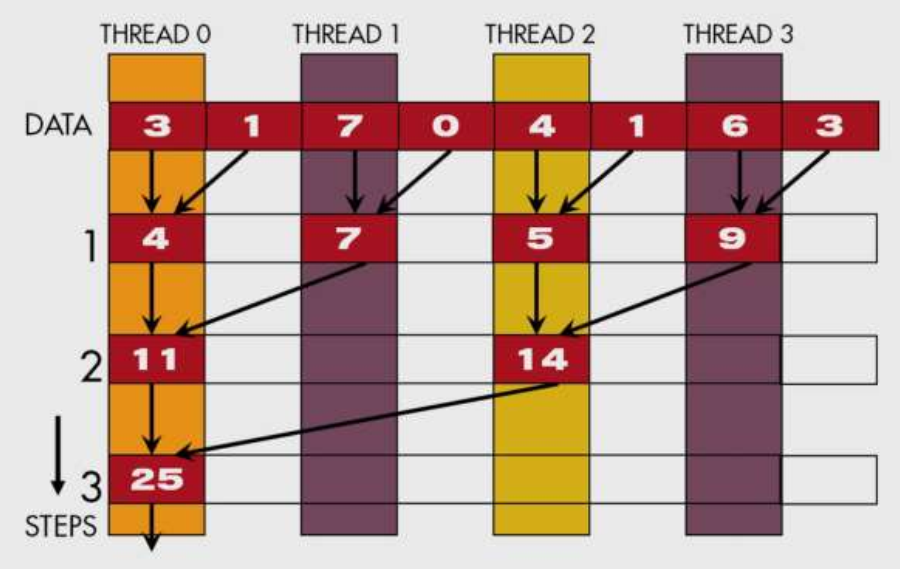 THREAD 0 THREAD 1 THREAD 2 THREAD 3
DATA 3 1 7 0 4 1 6 3
1 4 7 5 9
2 11 14
3 25
STEPS